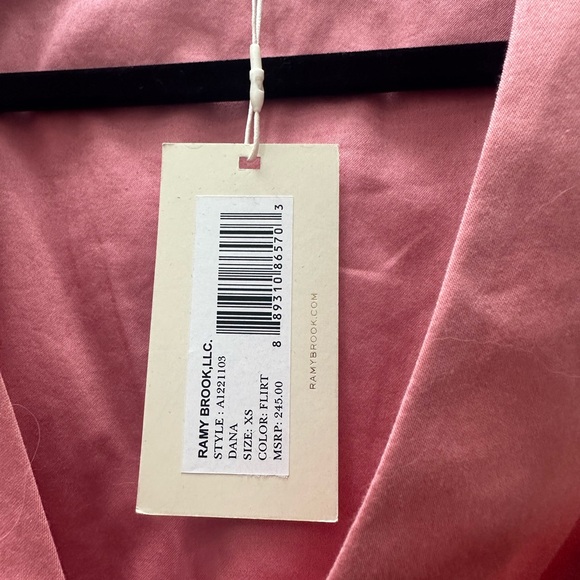 RAMY BROOK,LLC.
STYLE : A1221103
DANA
SIZE: XS
COLOR: FLIRT
MSRP: 245.00
8 89310 86570 3
RAMYBROOK.COM